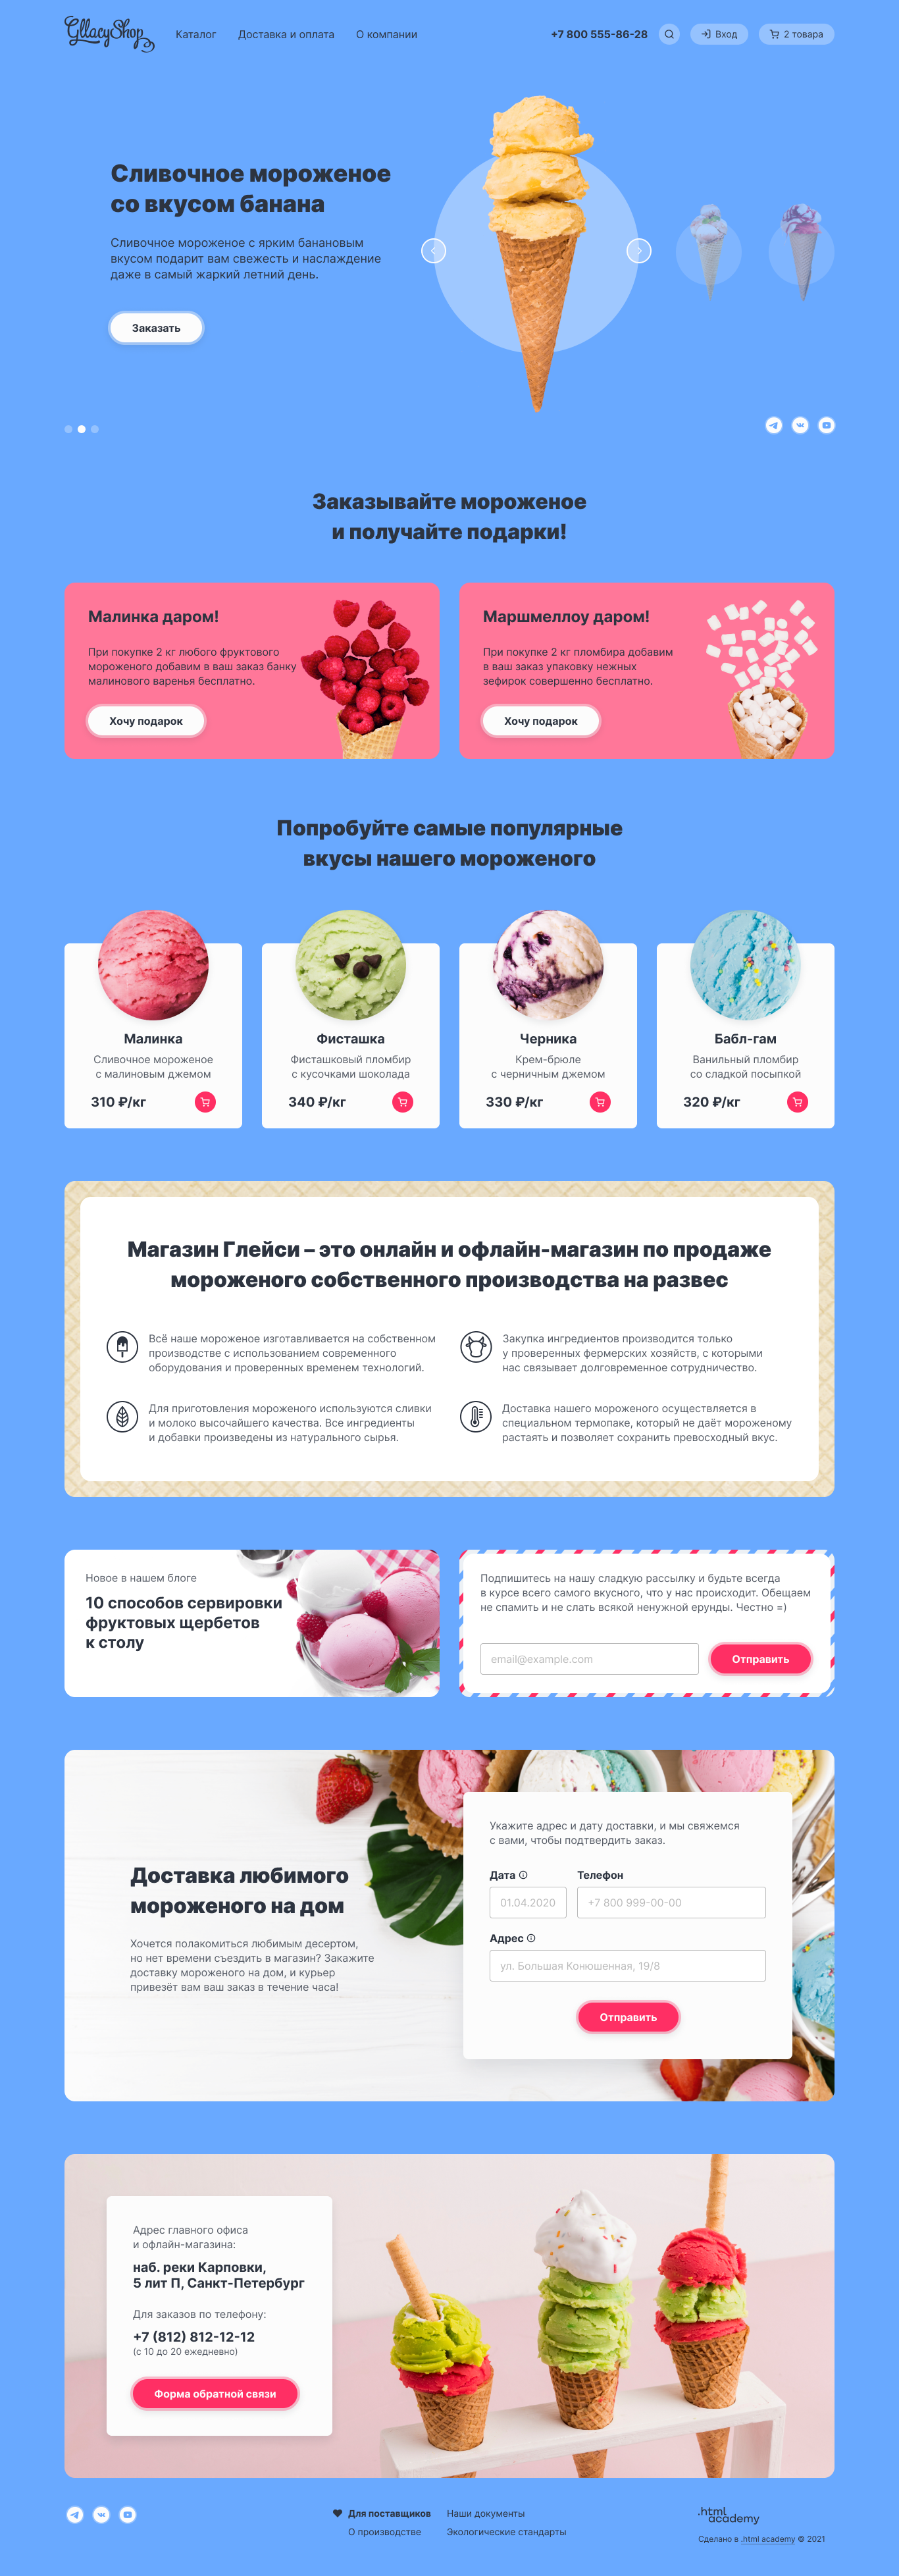 GllacyShop
Каталог
Доставка и оплата
О компании
+7 800 555-86-28
Вход
2 товара
Сливочное мороженое
со вкусом банана
Сливочное мороженое с ярким банановым
вкусом подарит вам свежесть и наслаждение
даже в самый жаркий летний день.
Заказать
Заказывайте мороженое
и получайте подарки!
Малинка даром!
При покупке 2 кг любого фруктового
мороженого добавим в ваш заказ банку
малинового варенья бесплатно.
Хочу подарок
Маршмеллоу даром!
При покупке 2 кг пломбира добавим
в ваш заказ упаковку нежных
зефирок совершенно бесплатно.
Хочу подарок
Попробуйте самые популярные
вкусы нашего мороженого
Малинка
Сливочное мороженое
с малиновым джемом
310 ₽/кг
Фисташка
Фисташковый пломбир
с кусочками шоколада
340 ₽/кг
Черника
Крем-брюле
с черничным джемом
330 ₽/кг
Бабл-гам
Ванильный пломбир
со сладкой посыпкой
320 ₽/кг
Магазин Глейси – это онлайн и офлайн-магазин по продаже
мороженого собственного производства на развес
Всё наше мороженое изготавливается на собственном
производстве с использованием современного
оборудования и проверенных временем технологий.
Закупка ингредиентов производится только
у проверенных фермерских хозяйств, с которыми
нас связывает долговременное сотрудничество.
Для приготовления мороженого используются сливки
и молоко высочайшего качества. Все ингредиенты
и добавки произведены из натурального сырья.
Доставка нашего мороженого осуществляется в
специальном термопаке, который не даёт мороженому
растаять и позволяет сохранить превосходный вкус.
Новое в нашем блоге
10 способов сервировки
фруктовых щербетов
к столу
Подпишитесь на нашу сладкую рассылку и будьте всегда
в курсе всего самого вкусного, что у нас происходит. Обещаем
не спамить и не слать всякой ненужной ерунды. Честно =)
email@example.com
Отправить
Доставка любимого
мороженого на дом
Хочется полакомиться любимым десертом,
но нет времени съездить в магазин? Закажите
доставку мороженого на дом, и курьер
привезёт вам ваш заказ в течение часа!
Укажите адрес и дату доставки, и мы свяжемся
с вами, чтобы подтвердить заказ.
Дата
Телефон
01.04.2020
+7 800 999-00-00
Адрес
ул. Большая Конюшенная, 19/8
Отправить
Адрес главного офиса
и офлайн-магазина:
наб. реки Карповки,
5 лит П, Санкт-Петербург
Для заказов по телефону:
+7 (812) 812-12-12
(с 10 до 20 ежедневно)
Форма обратной связи
Для поставщиков
Наши документы
О производстве
Экологические стандарты
.html
academy
Сделано в .html academy © 2021